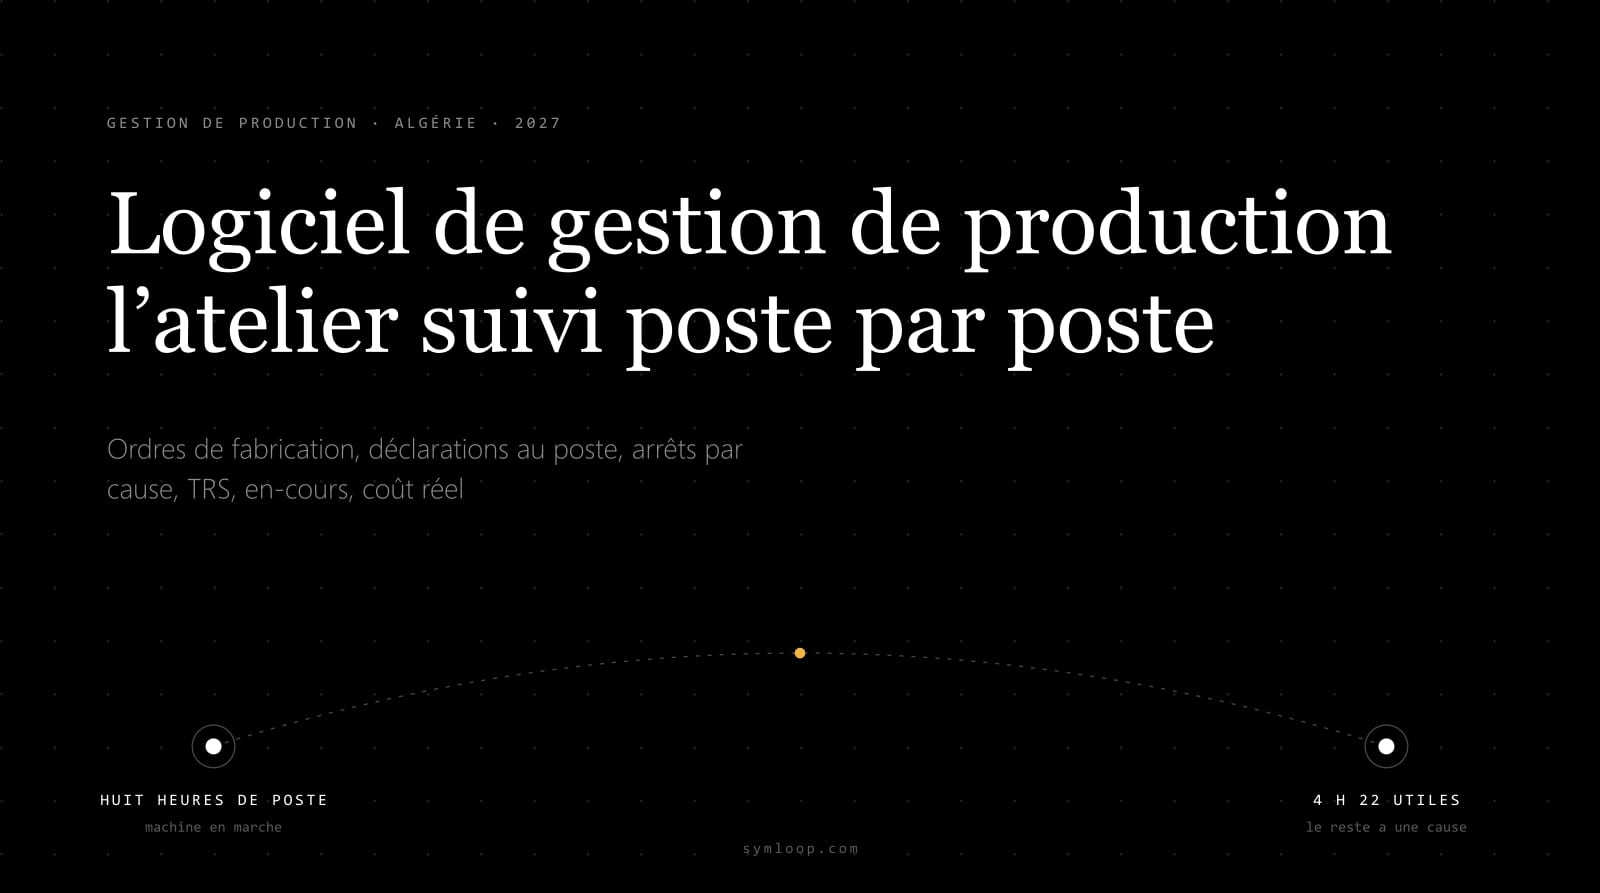 GESTION DE PRODUCTION · ALGÉRIE · 2027
Logiciel de gestion de production
l’atelier suivi poste par poste
Ordres de fabrication, déclarations au poste, arrêts par
cause, TRS, en-cours, coût réel
HUIT HEURES DE POSTE
machine en marche
4 H 22 UTILES
le reste a une cause
symloop.com